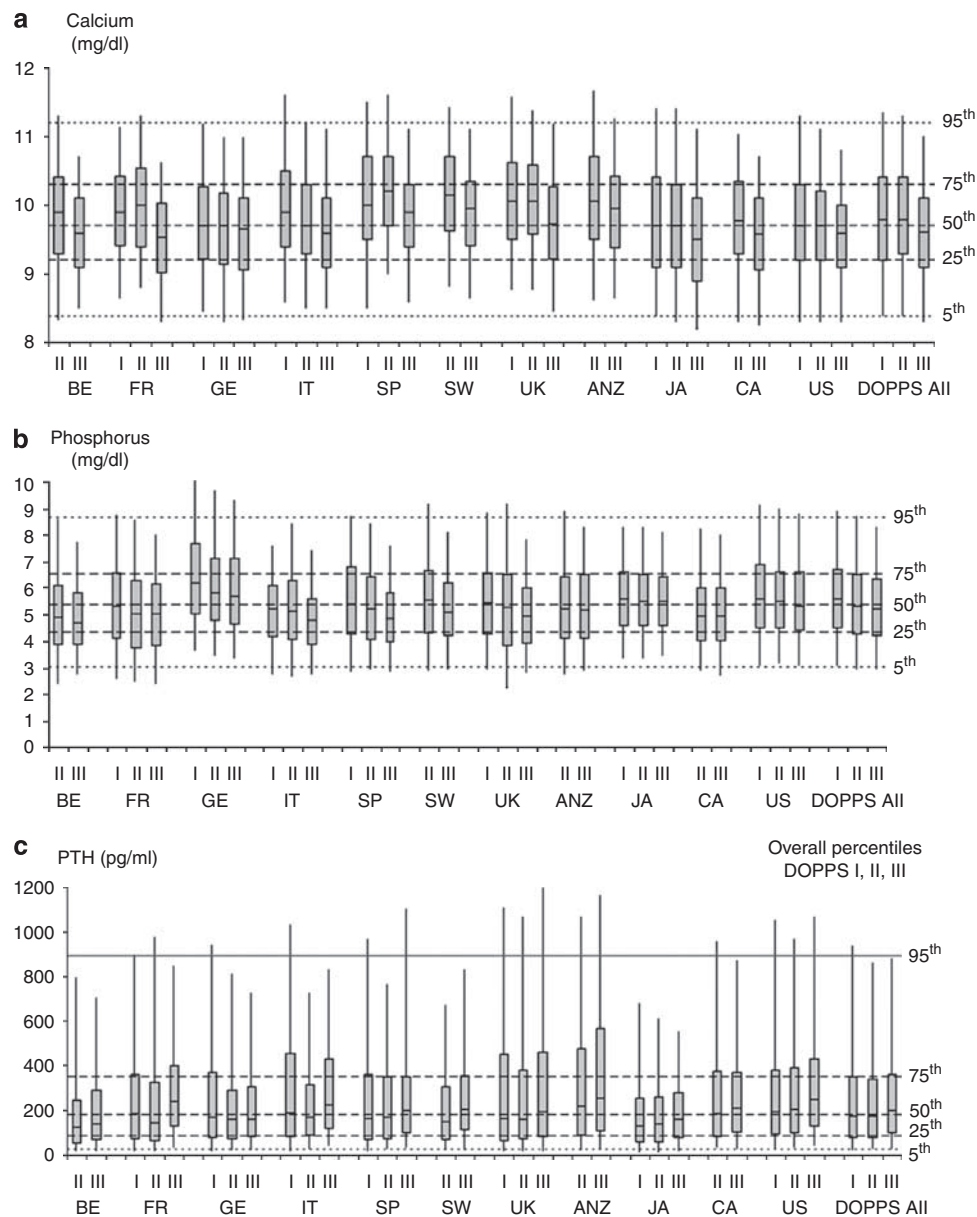 a Calcium
(mg/dl)
12
11
10
9
8
95th
75th
50th
25th
5th
II III I II III I II III I II III I II III II III I II III II III I II III II III I II III I II III
BE FR GE IT SP SW UK ANZ JA CA US DOPPS All
b Phosphorus
(mg/dl)
10
9
8
7
6
5
4
3
2
1
0
95th
75th
50th
25th
5th
II III I II III I II III I II III I II III II III I II III II III I II III II III I II III I II III
BE FR GE IT SP SW UK ANZ JA CA US DOPPS All
c PTH (pg/ml)
Overall percentiles
DOPPS I, II, III
1200
1000
800
600
400
200
0
95th
75th
50th
25th
5th
II III I II III I II III I II III I II III II III I II III II III I II III II III I II III I II III
BE FR GE IT SP SW UK ANZ JA CA US DOPPS All